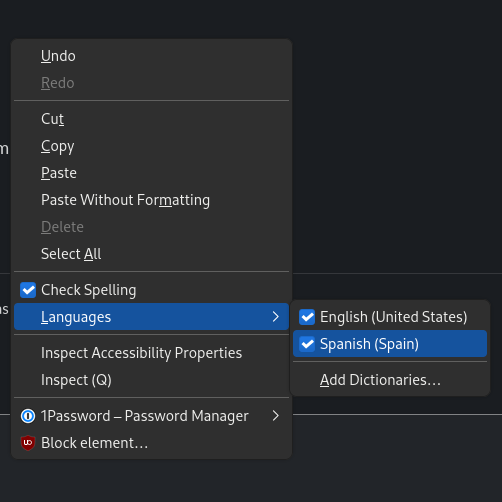 Undo
Redo
Cut
m
Copy
Paste
Paste Without Formatting
Delete
Select All
Check Spelling
ns
Languages
English (United States)
Spanish (Spain)
Inspect Accessibility Properties
Inspect (Q)
Add Dictionaries…
1Password – Password Manager
Block element…